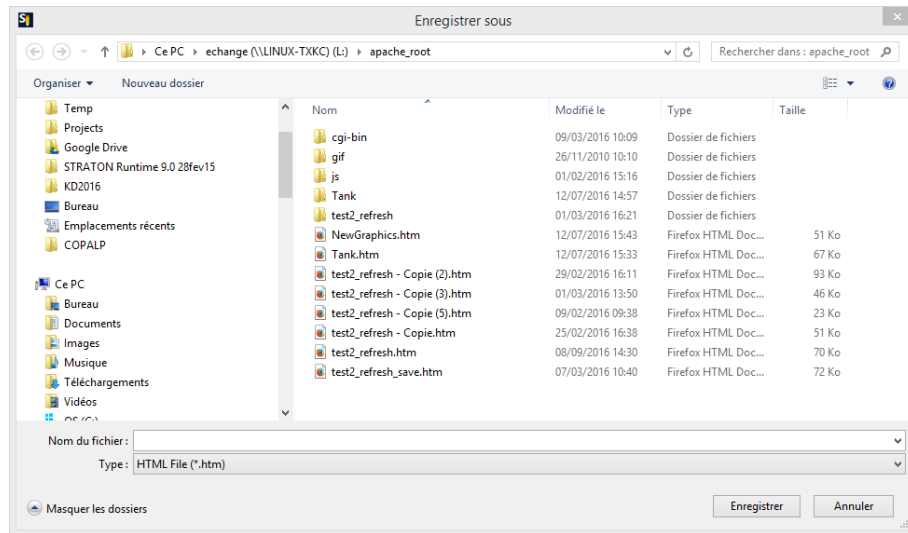 Enregistrer sous
Ce PC echange (\\LINUX-TXKC) (L:) apache_root Rechercher dans : apache_root
Organiser Nouveau dossier
Temp
Projects
Google Drive
STRATON Runtime 9.0 28fev15
KD2016
Bureau
Emplacements récents
COPALP
Ce PC
Bureau
Documents
Images
Musique
Téléchargements
Vidéos
OS (C:)
Nom Modifié le Type Taille
cgi-bin 09/03/2016 10:09 Dossier de fichiers
gif 26/11/2010 10:10 Dossier de fichiers
js 01/02/2016 15:16 Dossier de fichiers
Tank 12/07/2016 14:57 Dossier de fichiers
test2_refresh 01/03/2016 16:21 Dossier de fichiers
NewGraphics.htm 12/07/2016 15:43 Firefox HTML Doc... 51 Ko
Tank.htm 12/07/2016 15:33 Firefox HTML Doc... 67 Ko
test2_refresh - Copie (2).htm 29/02/2016 16:11 Firefox HTML Doc... 93 Ko
test2_refresh - Copie (3).htm 01/03/2016 13:50 Firefox HTML Doc... 46 Ko
test2_refresh - Copie (5).htm 09/02/2016 09:38 Firefox HTML Doc... 23 Ko
test2_refresh - Copie.htm 25/02/2016 16:38 Firefox HTML Doc... 51 Ko
test2_refresh.htm 08/09/2016 14:30 Firefox HTML Doc... 70 Ko
test2_refresh_save.htm 07/03/2016 10:40 Firefox HTML Doc... 72 Ko
Nom du fichier :
Type : HTML File (*.htm)
Masquer les dossiers Enregistrer Annuler